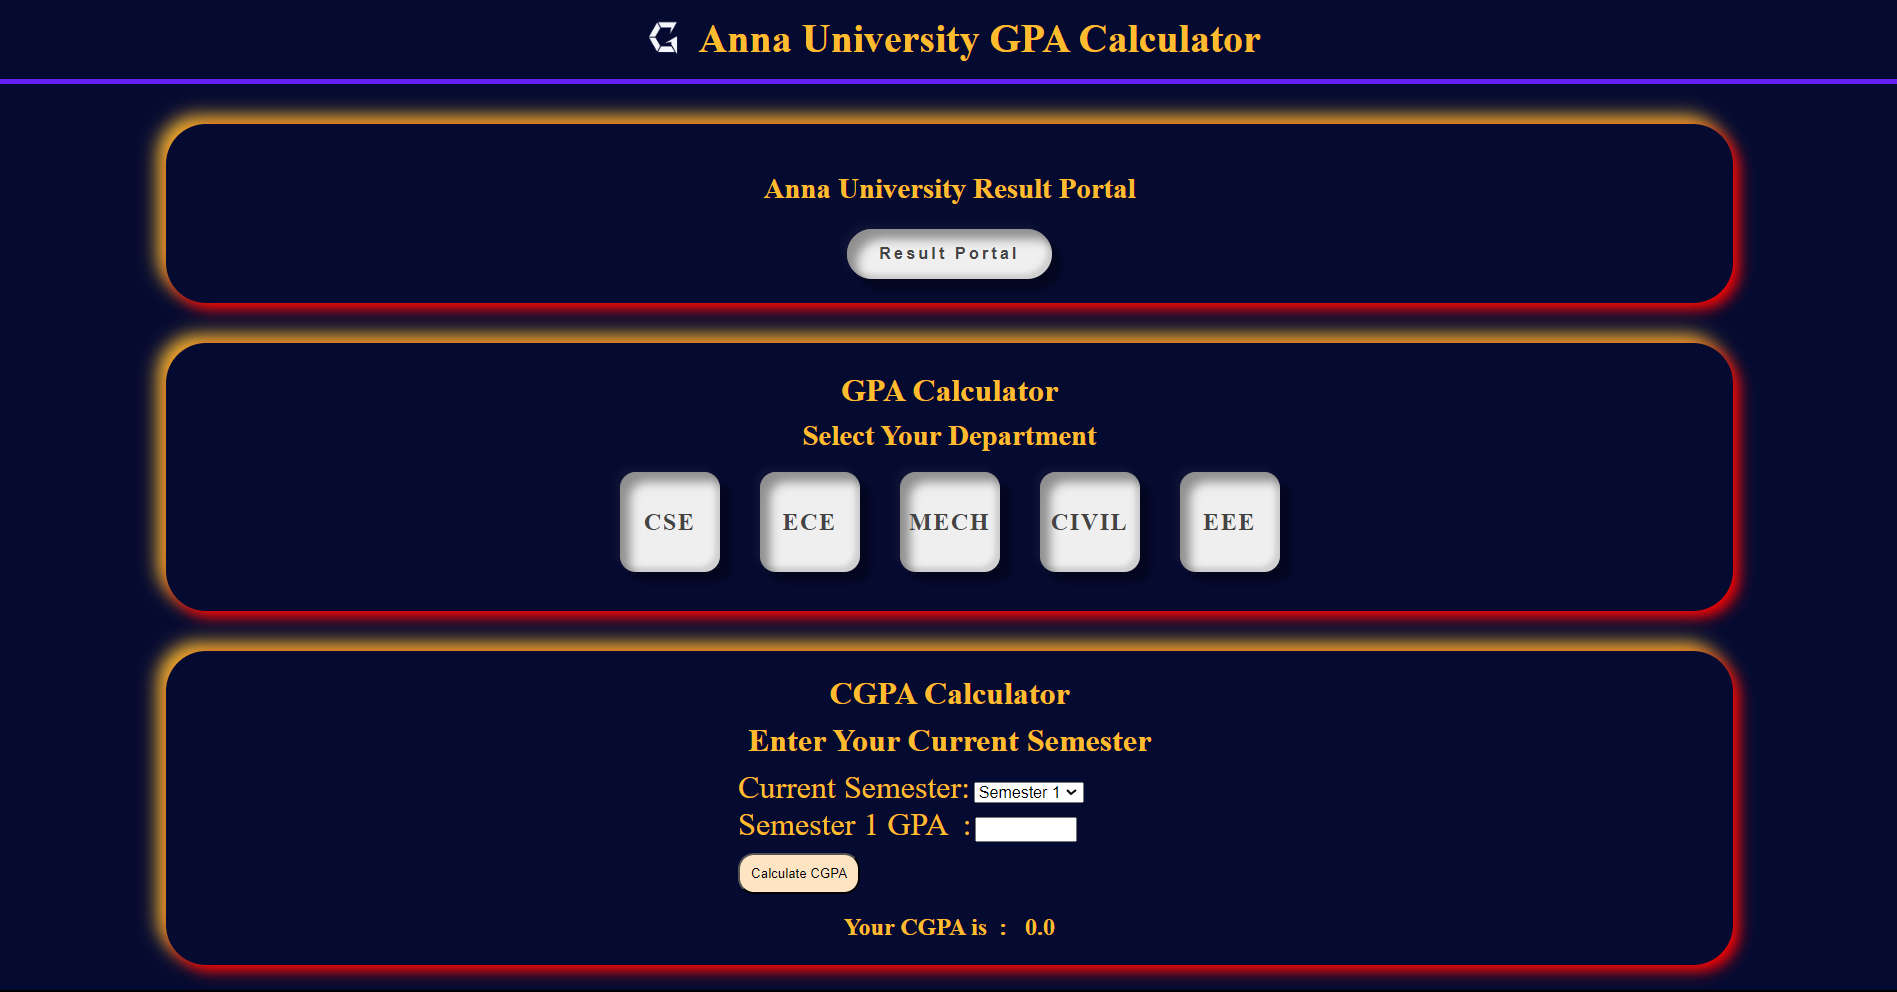 Anna University GPA Calculator
Anna University Result Portal
Result Portal
GPA Calculator
Select Your Department
CSE ECE MECH CIVIL EEE
CGPA Calculator
Enter Your Current Semester
Current Semester: Semester 1
Semester 1 GPA :
Calculate CGPA
Your CGPA is : 0.0